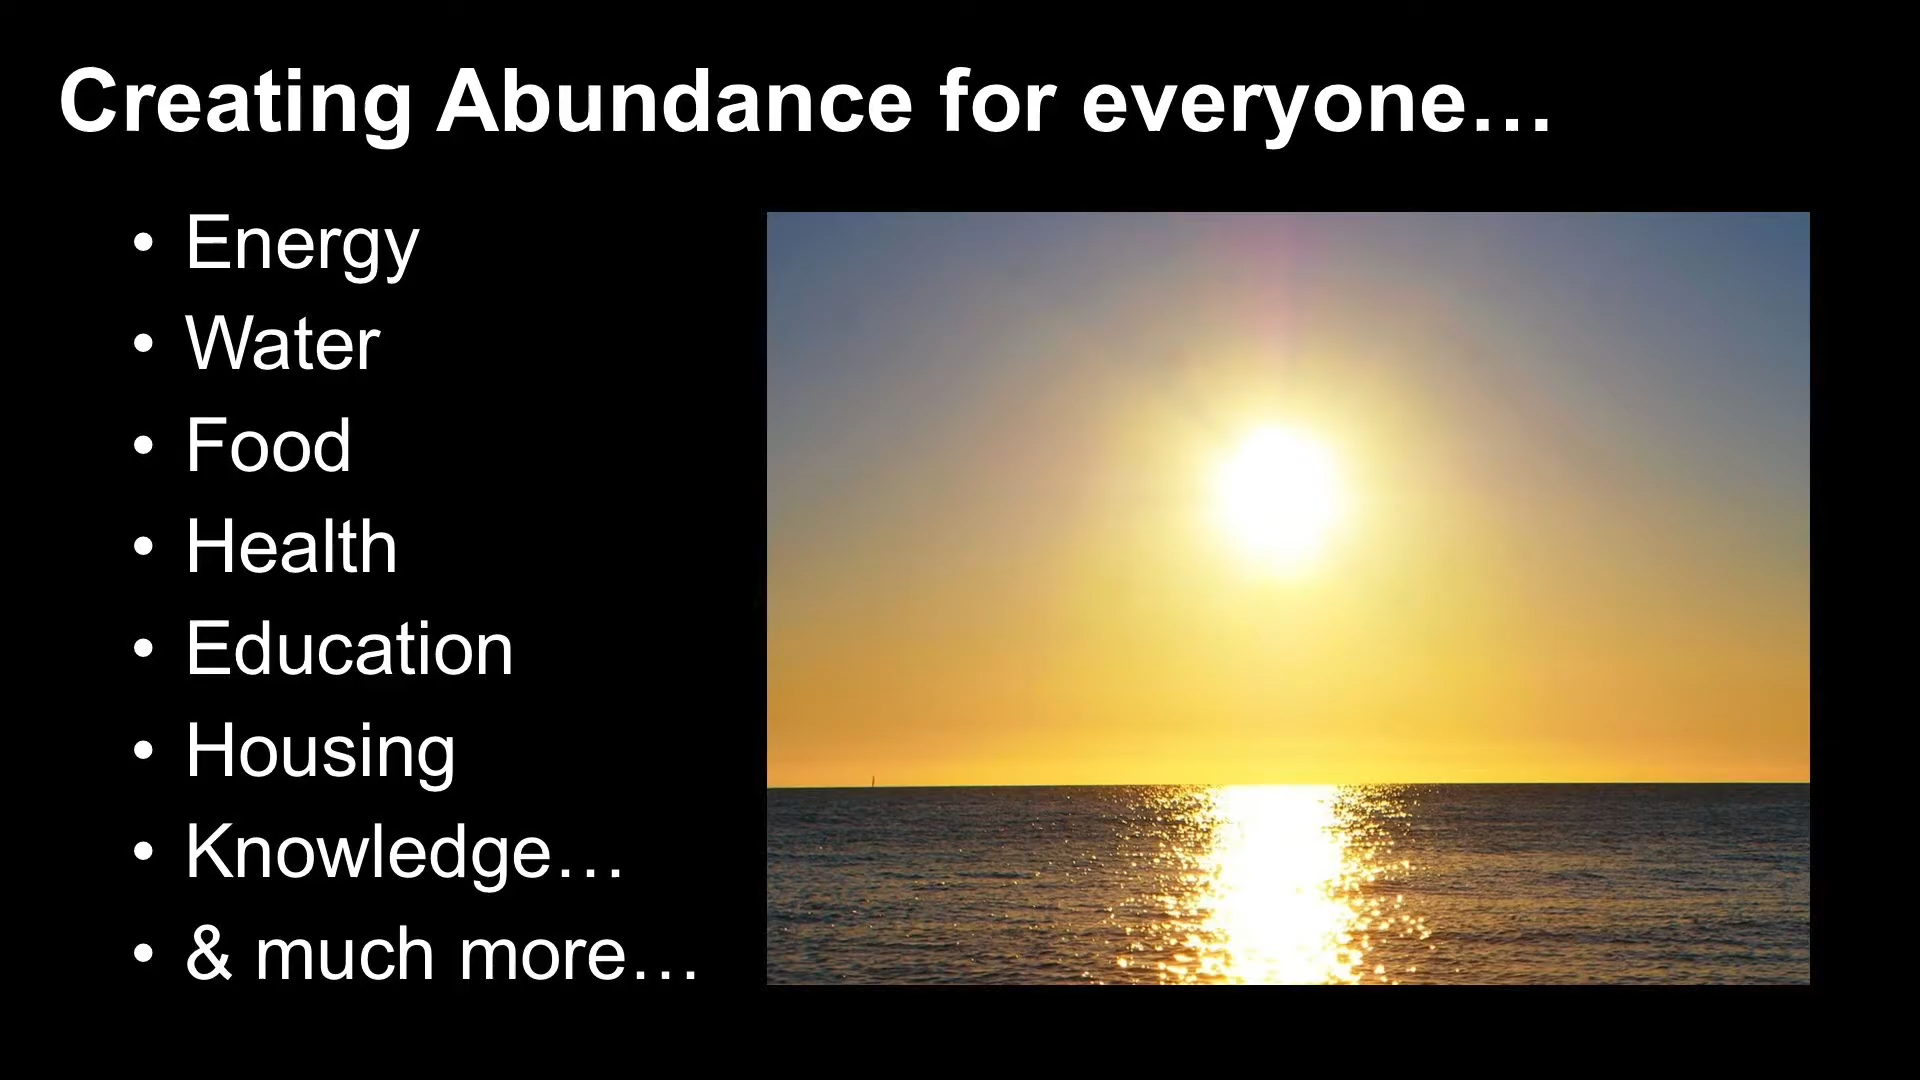 Creating Abundance for everyone…
• Energy
• Water
• Food
• Health
• Education
• Housing
• Knowledge…
• & much more…